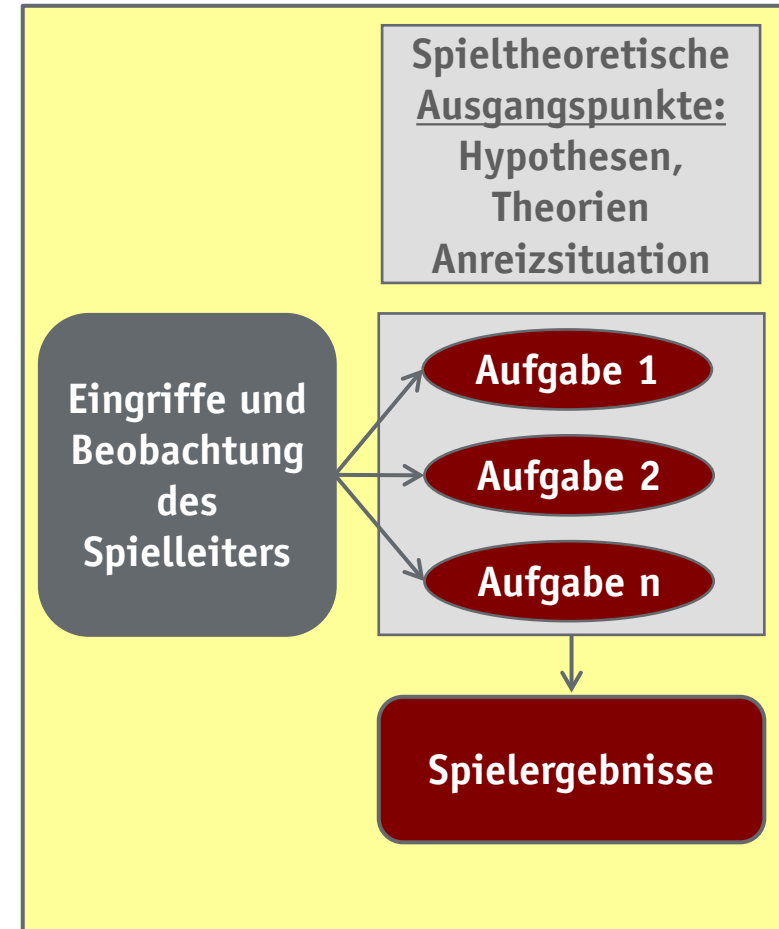 Spieltheoretische
Ausgangspunkte:
Hypothesen,
Theorien
Anreizsituation
Eingriffe und
Beobachtung
des
Spielleiters
Aufgabe 1
Aufgabe 2
Aufgabe n
Spielergebnisse